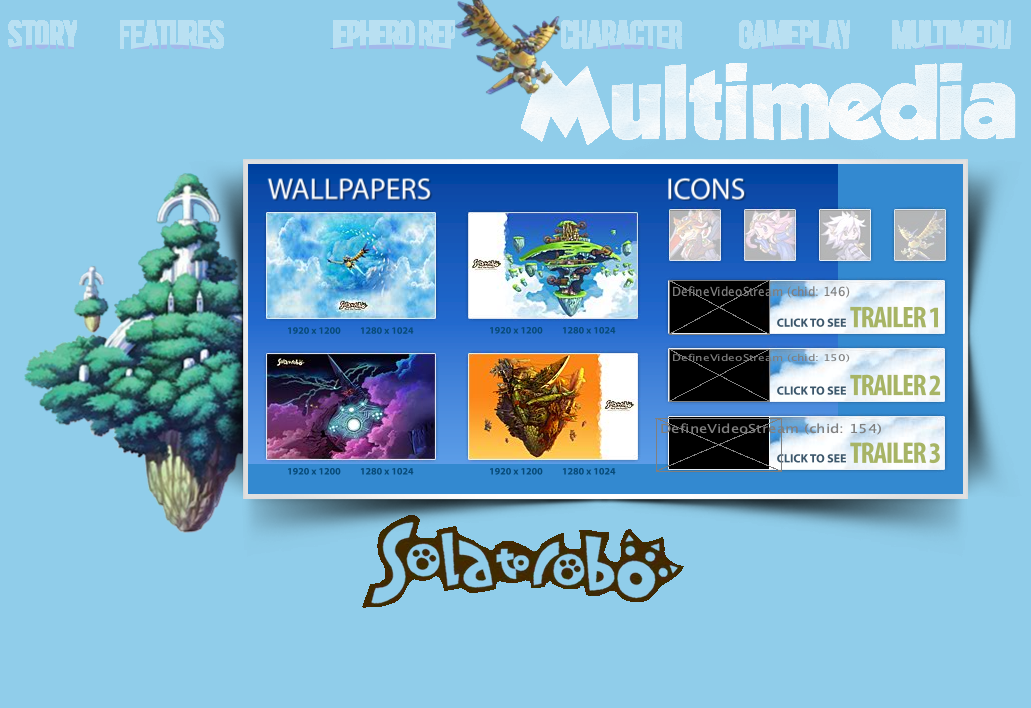 STORY FEATURES EPHERO REP CHARACTER GAMEPLAY MULTIMEDI
Multimedia
WALLPAPERS
ICONS
1920 x 1200 1280 x 1024
1920 x 1200 1280 x 1024
1920 x 1200 1280 x 1024
1920 x 1200 1280 x 1024
DefineVideoStream (chid: 146)
CLICK TO SEE TRAILER 1
DefineVideoStream (chid: 150)
CLICK TO SEE TRAILER 2
DefineVideoStream (chid: 154)
CLICK TO SEE TRAILER 3
Solatorobo